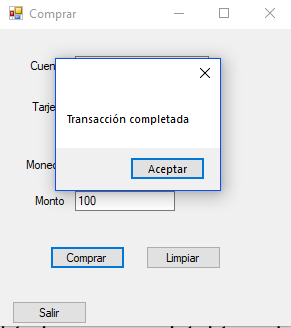 Comprar
Cuen
Tarje
Transacción completada
Moned
Aceptar
Monto 100
Comprar Limpiar
Salir